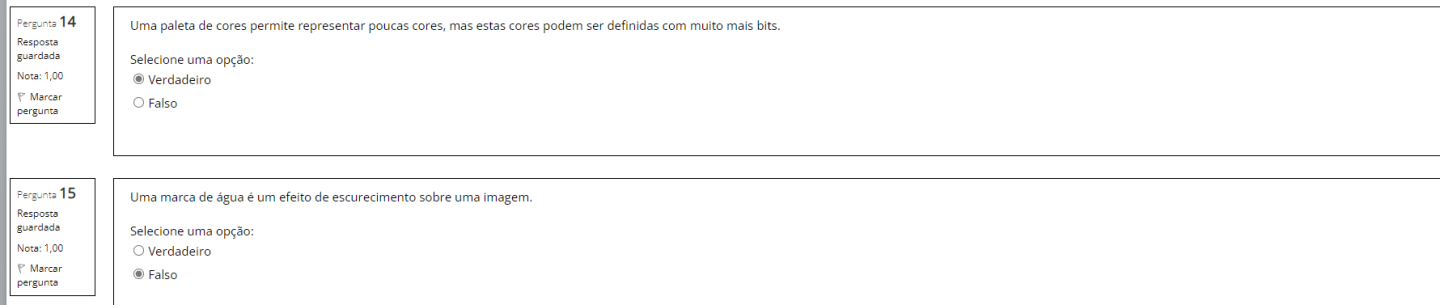 Pergunta 14
Resposta
guardada
Nota: 1,00
Marcar
pergunta
Uma paleta de cores permite representar poucas cores, mas estas cores podem ser definidas com muito mais bits.
Selecione uma opção:
Verdadeiro
Falso
Pergunta 15
Resposta
guardada
Nota: 1,00
Marcar
pergunta
Uma marca de água é um efeito de escurecimento sobre uma imagem.
Selecione uma opção:
Verdadeiro
Falso